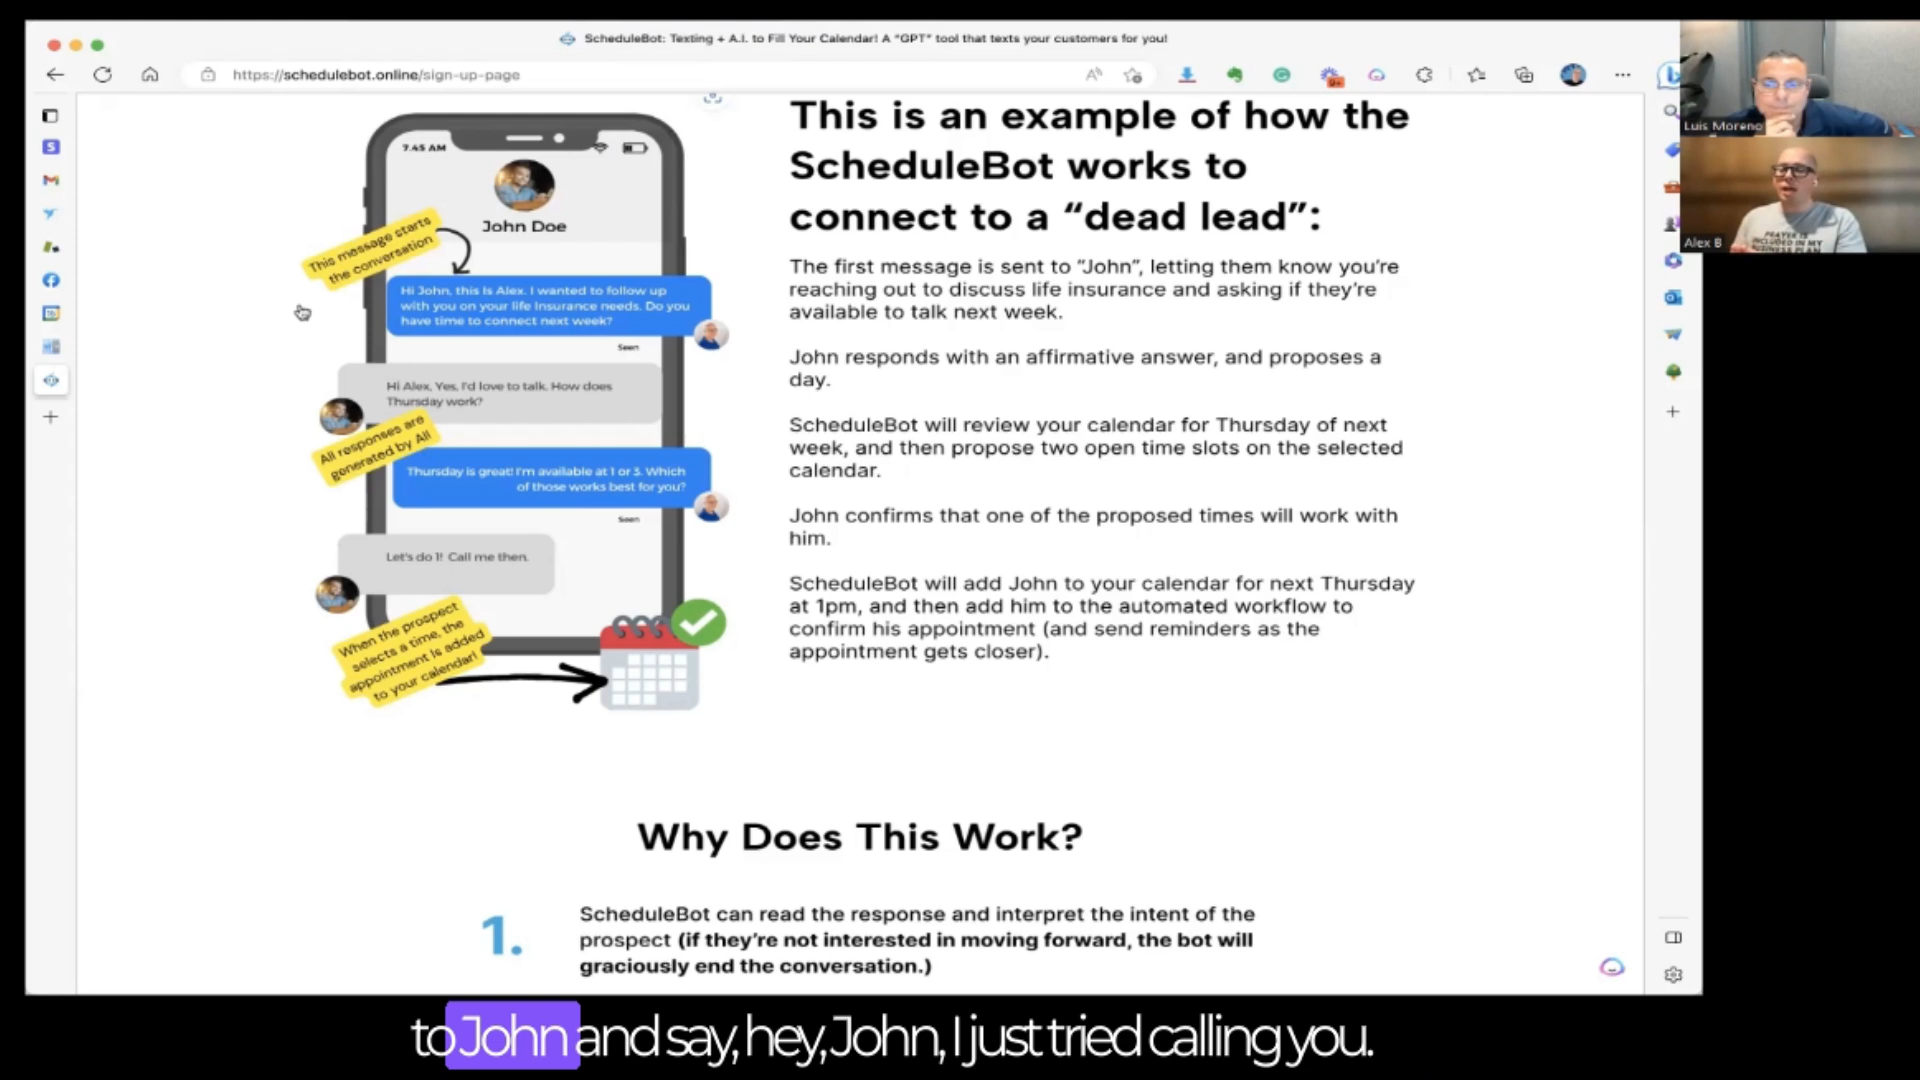 ScheduleBot: Texting + A.I. to Fill Your Calendar! A "GPT" tool that texts your customers for you!
https://schedulebot.online/sign-up-page
Luis Moreno
Alex B
PRAYER IS
INCLUDED IN MY
BUSINESS PLAN
7.45 AM
John Doe
This message starts
the conversation
Hi John, this is Alex. I wanted to follow up
with you on your life insurance needs. Do you
have time to connect next week?
Seen
Hi Alex, Yes, I'd love to talk. How does
Thursday work?
All responses are
generated by AI!
Thursday is great! I'm available at 1 or 3. Which
of those works best for you?
Seen
Let's do 1! Call me then.
When the prospect
selects a time, the
appointment is added
to your calendar!
This is an example of how the
ScheduleBot works to
connect to a “dead lead”:
The first message is sent to “John”, letting them know you’re
reaching out to discuss life insurance and asking if they’re
available to talk next week.
John responds with an affirmative answer, and proposes a
day.
ScheduleBot will review your calendar for Thursday of next
week, and then propose two open time slots on the selected
calendar.
John confirms that one of the proposed times will work with
him.
ScheduleBot will add John to your calendar for next Thursday
at 1pm, and then add him to the automated workflow to
confirm his appointment (and send reminders as the
appointment gets closer).
Why Does This Work?
1.
ScheduleBot can read the response and interpret the intent of the
prospect (if they’re not interested in moving forward, the bot will
graciously end the conversation.)
to John and say, hey, John, I just tried calling you.